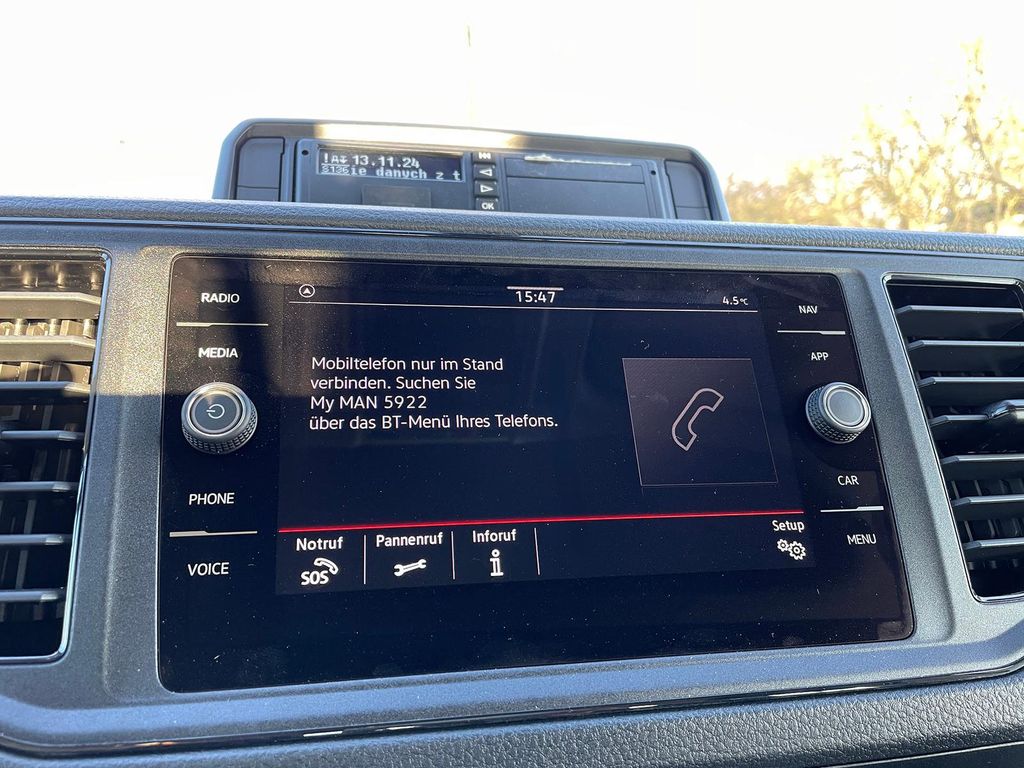 13.11.24
ie danych z t
OK
RADIO
MEDIA
PHONE
VOICE
15:47
4.5°C
Mobiltelefon nur im Stand
verbinden. Suchen Sie
My MAN 5922
über das BT-Menü Ihres Telefons.
Notruf
SOS
Pannenruf
Inforuf
i
Setup
NAV
APP
CAR
MENU